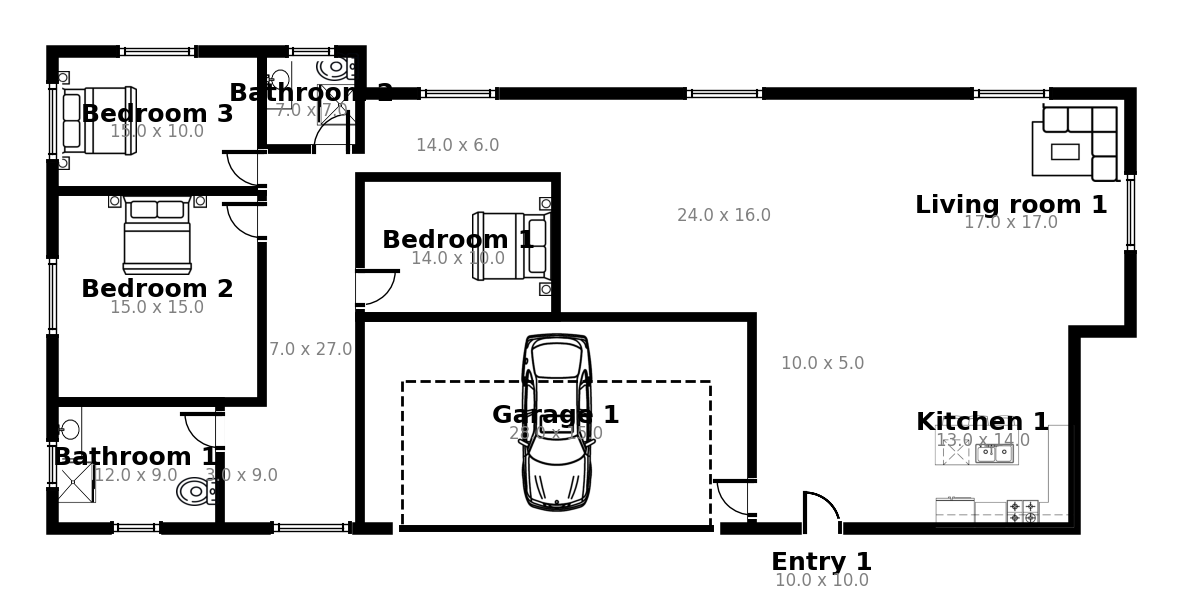 Bathroom 2
7.0 x 7.0
Bedroom 3
15.0 x 10.0
14.0 x 6.0
Living room 1
17.0 x 17.0
24.0 x 16.0
Bedroom 1
14.0 x 10.0
Bedroom 2
15.0 x 15.0
7.0 x 27.0
10.0 x 5.0
Garage 1
28.0 x 15.0
Kitchen 1
13.0 x 14.0
Bathroom 1
12.0 x 9.0
3.0 x 9.0
Entry 1
10.0 x 10.0